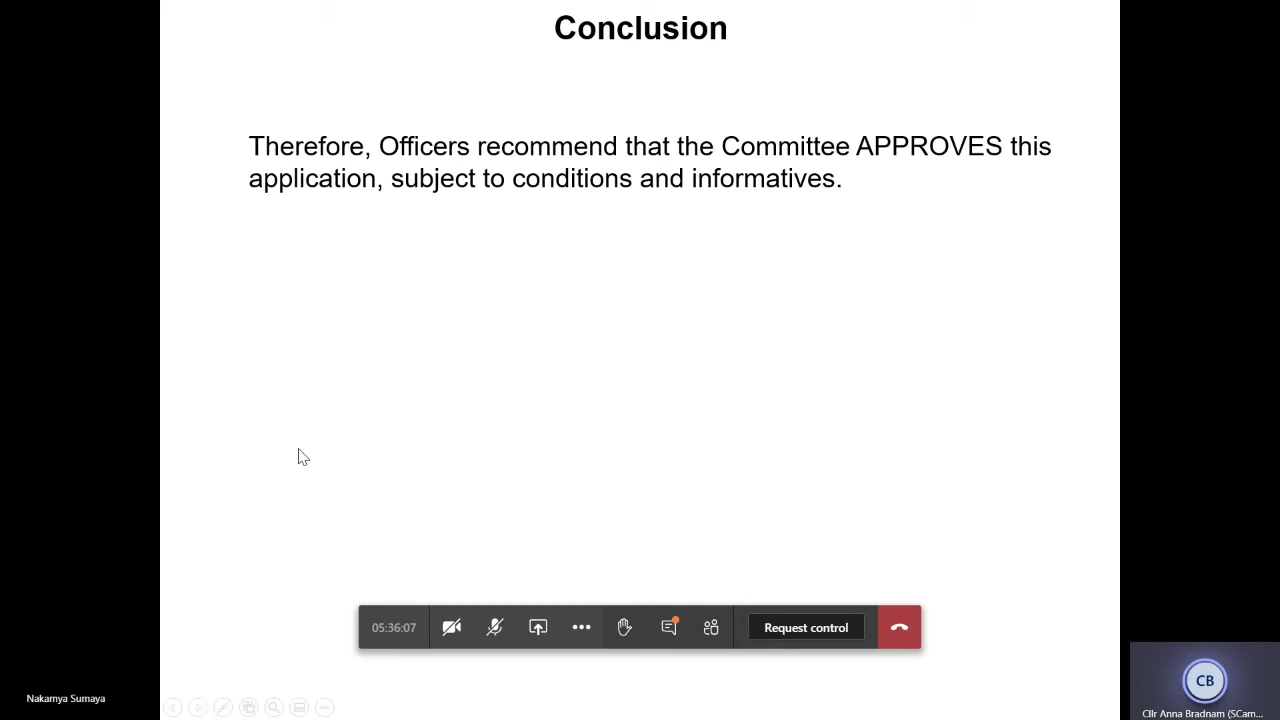 Conclusion
Therefore, Officers recommend that the Committee APPROVES this
application, subject to conditions and informatives.
05:36:07
Request control
Nakamya Sumaya
CB
Cllr Anna Bradnam (SCam...